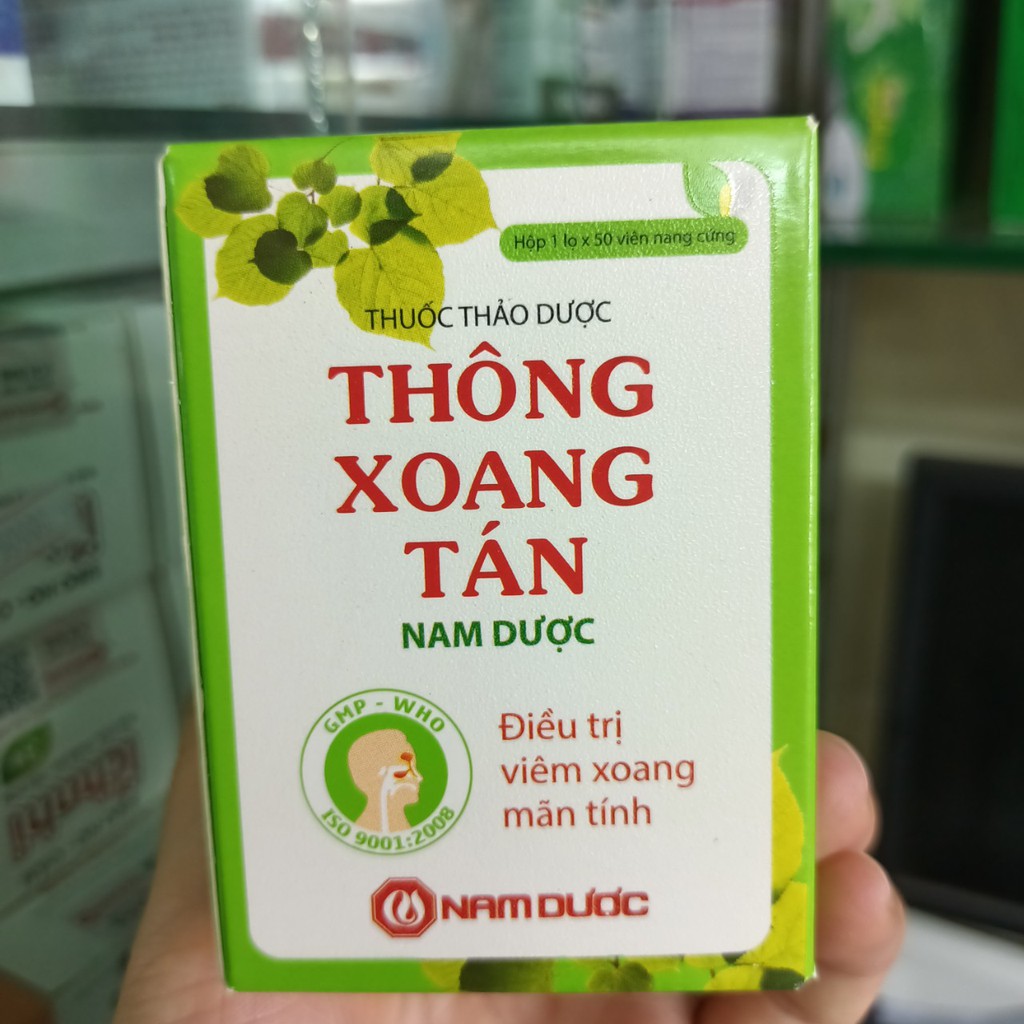 Hộp 1 lọ x 50 viên nang cứng
THUỐC THẢO DƯỢC
THÔNG
XOANG
TÁN
NAM DƯỢC
GMP - WHO
ISO 9001:2008
Điều trị
viêm xoang
mãn tính
NAM DƯỢC